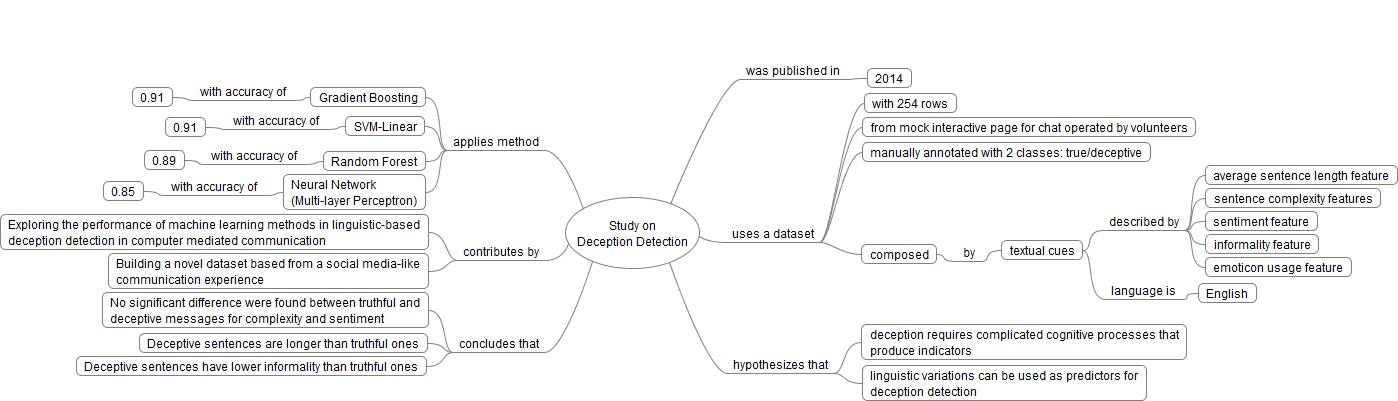 Study on
Deception Detection
was published in
2014
uses a dataset
with 254 rows
from mock interactive page for chat operated by volunteers
manually annotated with 2 classes: true/deceptive
composed
by
textual cues
described by
average sentence length feature
sentence complexity features
sentiment feature
informality feature
emoticon usage feature
language is
English
hypothesizes that
deception requires complicated cognitive processes that
produce indicators
linguistic variations can be used as predictors for
deception detection
applies method
Gradient Boosting
with accuracy of
0.91
SVM-Linear
with accuracy of
0.91
Random Forest
with accuracy of
0.89
Neural Network
(Multi-layer Perceptron)
with accuracy of
0.85
contributes by
Exploring the performance of machine learning methods in linguistic-based
deception detection in computer mediated communication
Building a novel dataset based from a social media-like
communication experience
concludes that
No significant difference were found between truthful and
deceptive messages for complexity and sentiment
Deceptive sentences are longer than truthful ones
Deceptive sentences have lower informality than truthful ones